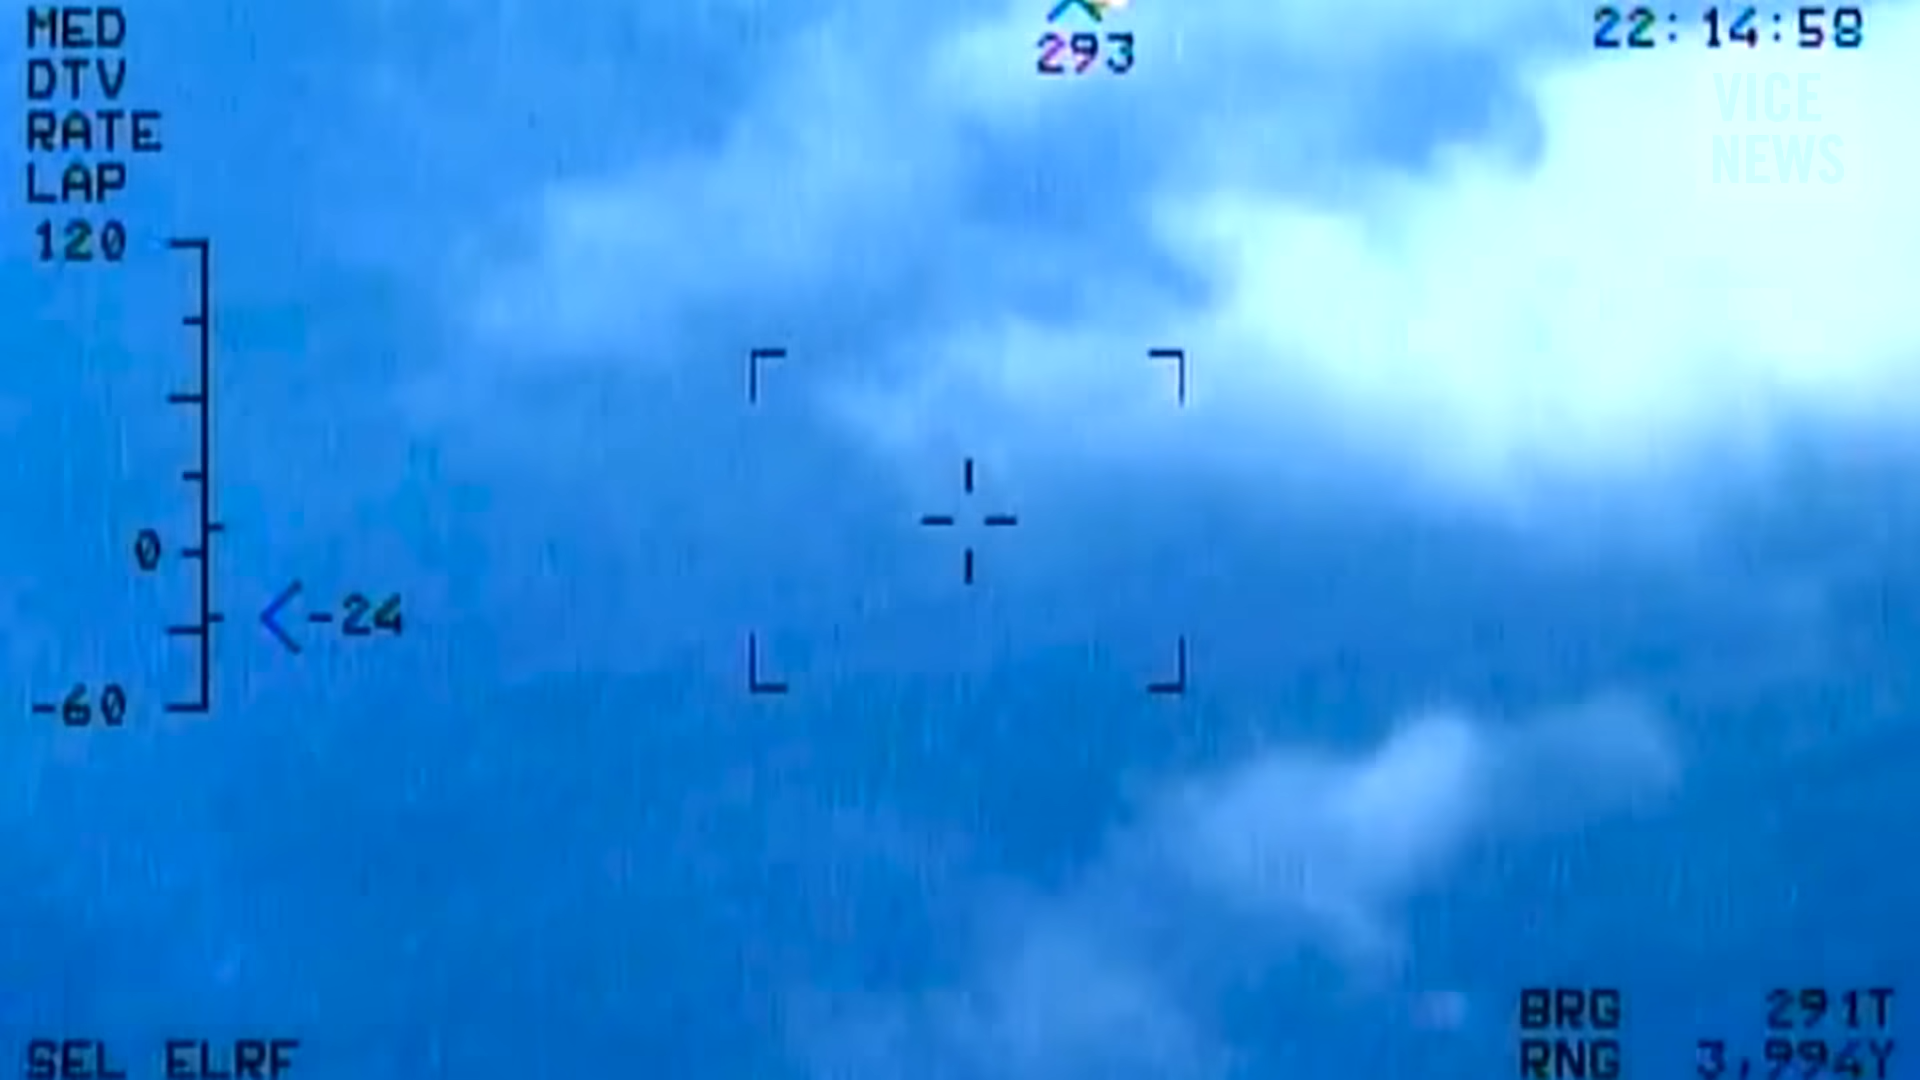 MED
DTV
RATE
LAP
293
22:14:58
VICE
NEWS
120
0
-24
-60
SEL ELRF
BRG 291T
RNG 3,994Y